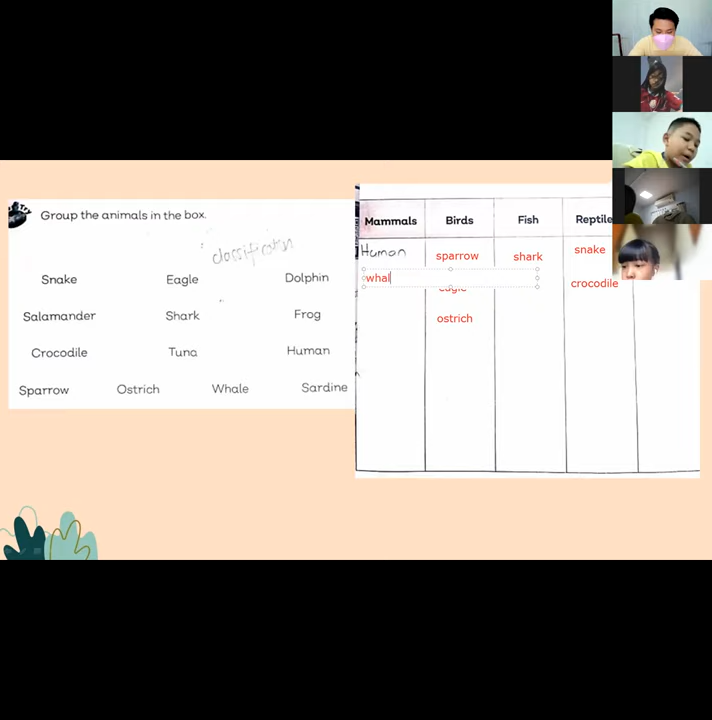 Group the animals in the box.
classification
Snake Eagle Dolphin
Salamander Shark Frog
Crocodile Tuna Human
Sparrow Ostrich Whale Sardine
Mammals Birds Fish Reptile
Human sparrow shark snake
whal eagle crocodile
ostrich